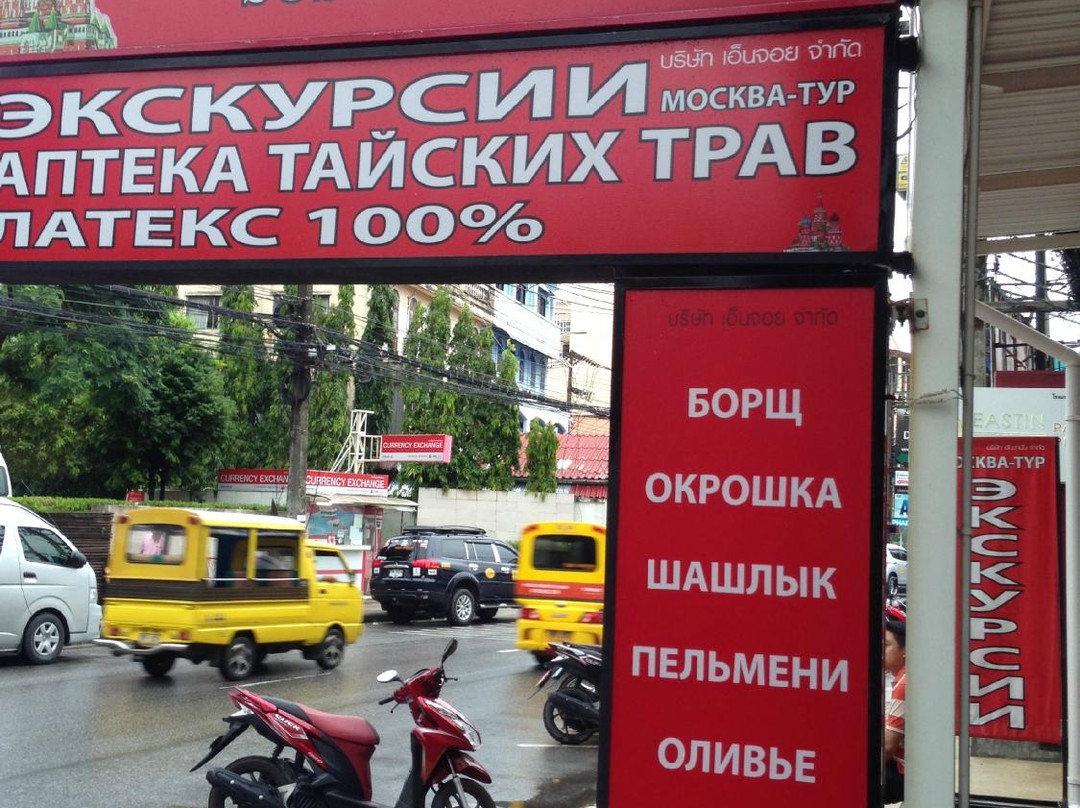 บริษัท เอ็นจอย จำกัด
ЭКСКУРСИИ МОСКВА-ТУР
АПТЕКА ТАЙСКИХ ТРАВ
ЛАТЕКС 100%
บริษัท เอ็นจอย จำกัด
БОРЩ
ОКРОШКА
ШАШЛЫК
ПЕЛЬМЕНИ
ОЛИВЬЕ
CURRENCY EXCHANGE
CURRENCY EXCHANGE
EASTIN
СКВА-ТУР
ЭКСКУРСИИ
CLICK